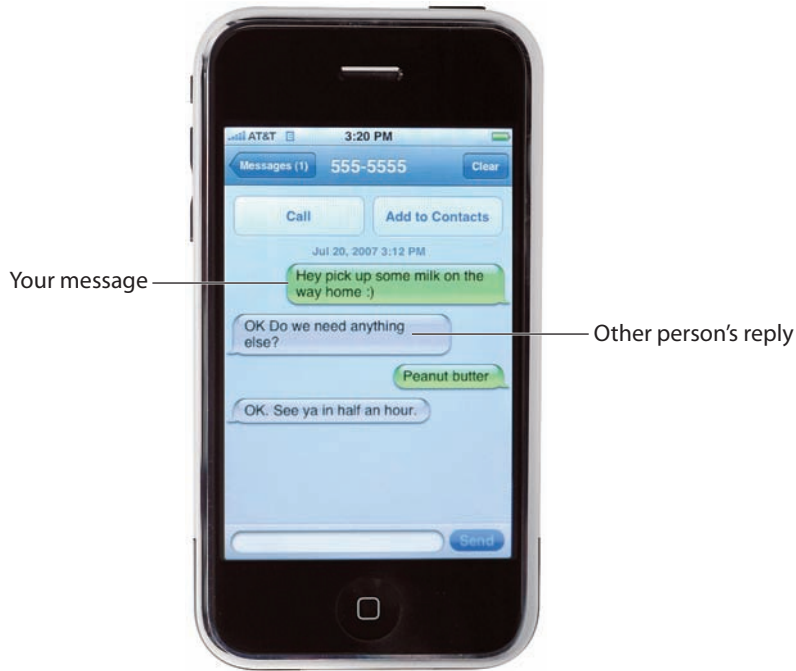 AT&T
3:20 PM
Messages (1)
555-5555
Clear
Call
Add to Contacts
Jul 20, 2007 3:12 PM
Your message
Hey pick up some milk on the
way home :)
OK Do we need anything
else?
Other person's reply
Peanut butter
OK. See ya in half an hour.
Send